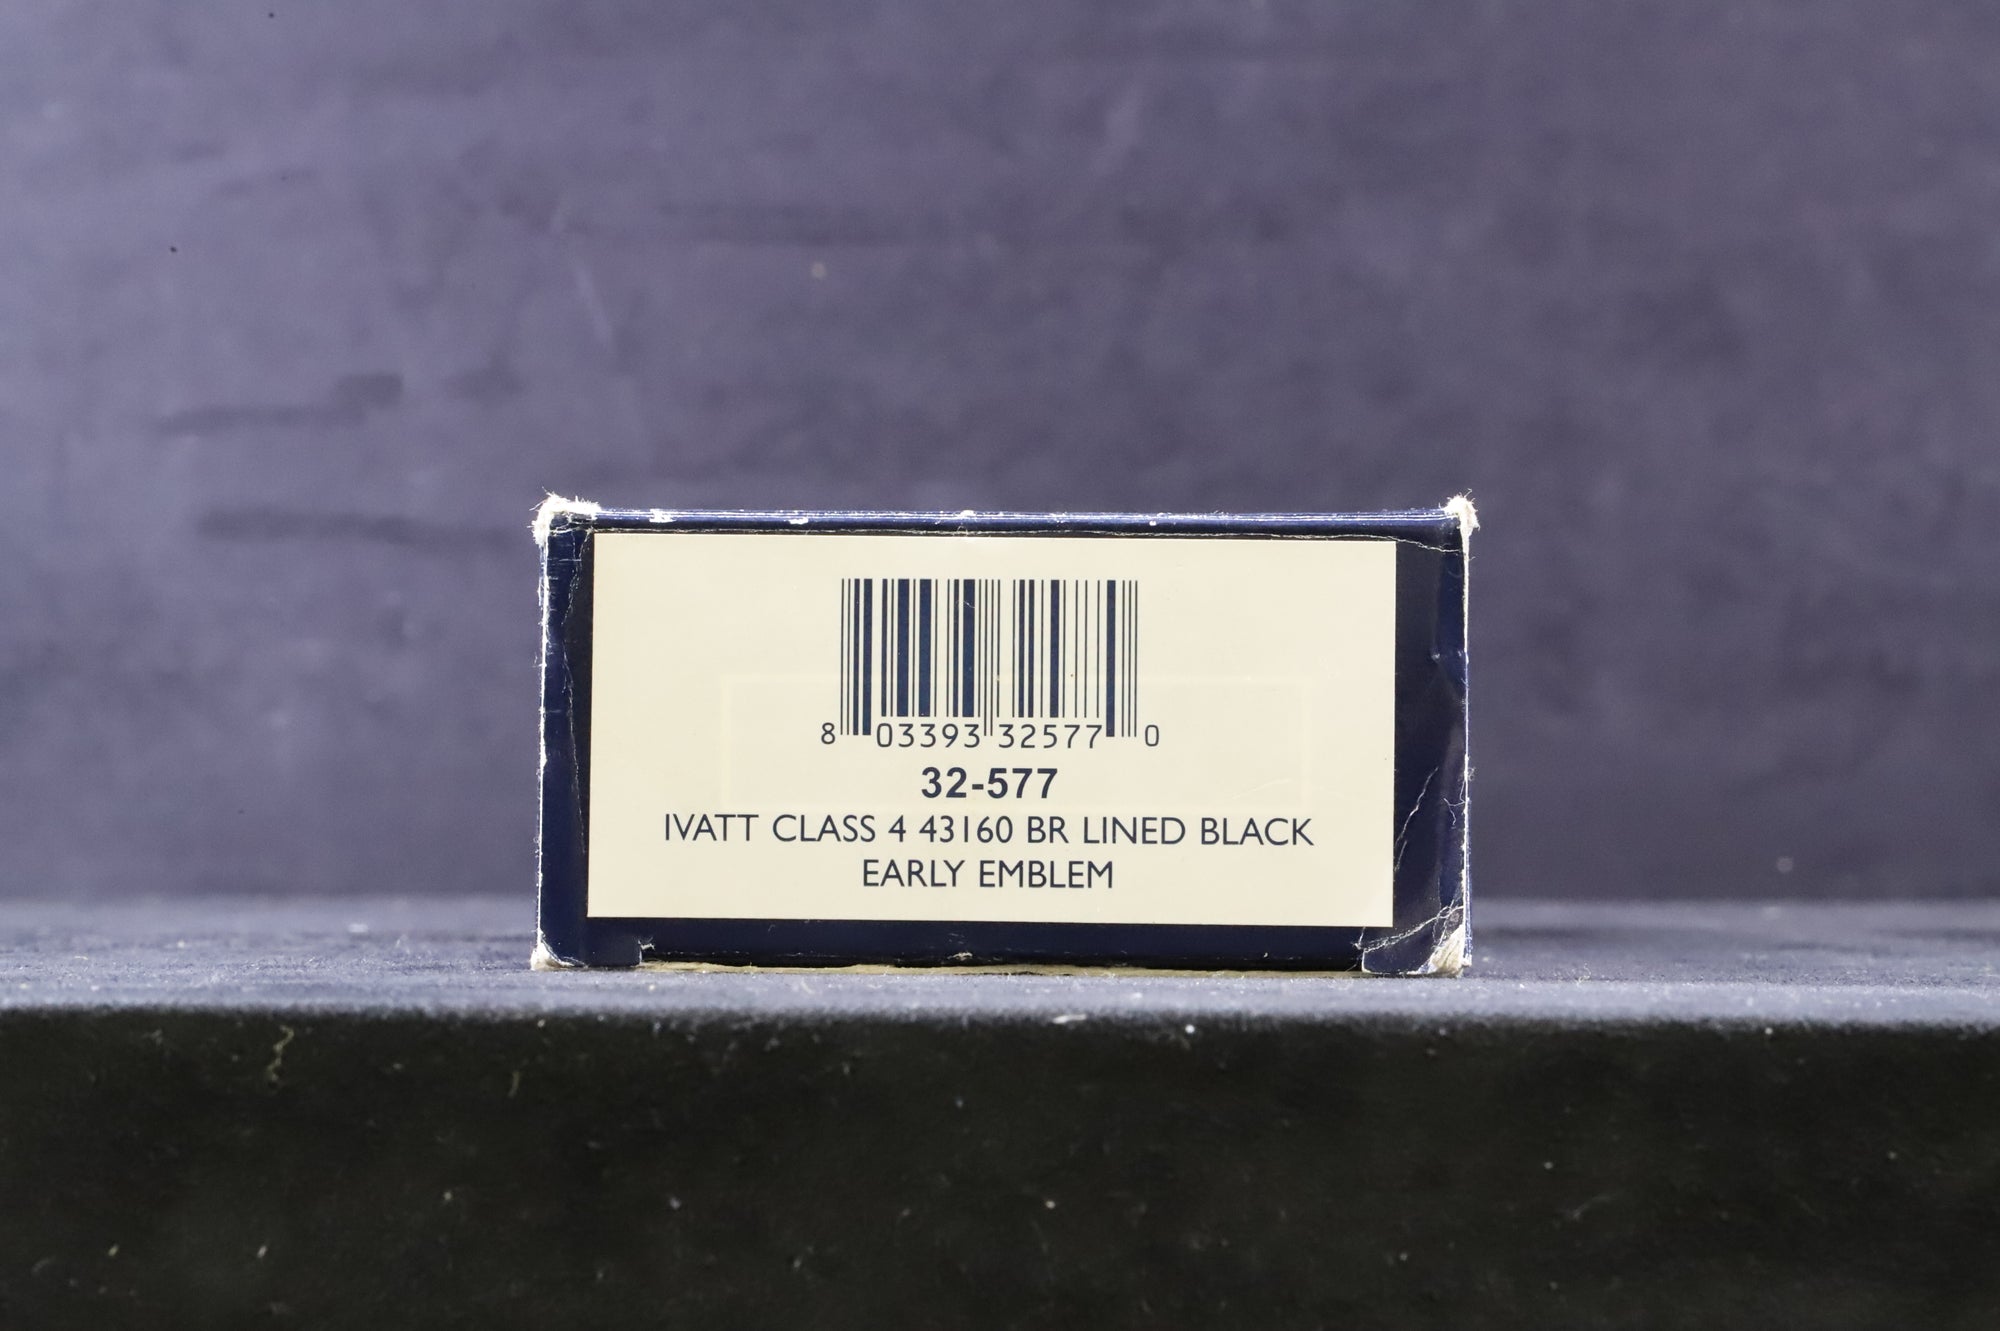 8 03393 32577 0
32-577
IVATT CLASS 4 43160 BR LINED BLACK
EARLY EMBLEM